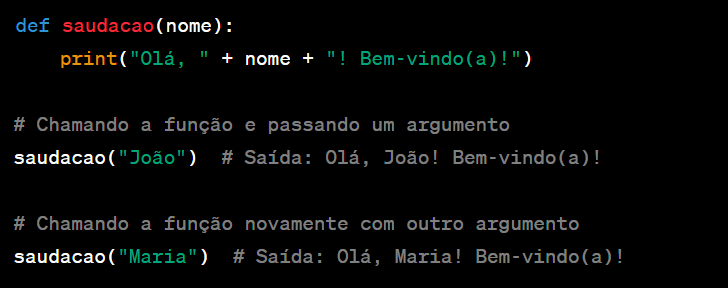 def saudacao(nome):
    print("Olá, " + nome + "! Bem-vindo(a)!")
# Chamando a função e passando um argumento
saudacao("João")  # Saída: Olá, João! Bem-vindo(a)!
# Chamando a função novamente com outro argumento
saudacao("Maria")  # Saída: Olá, Maria! Bem-vindo(a)!